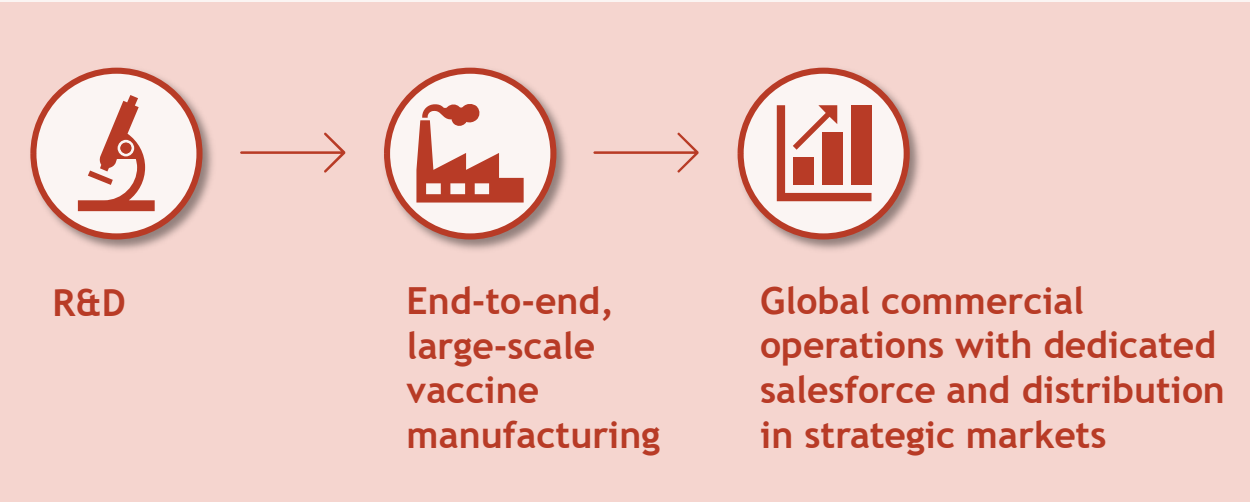 R&D
End-to-end,
large-scale
vaccine
manufacturing
Global commercial
operations with dedicated
salesforce and distribution
in strategic markets